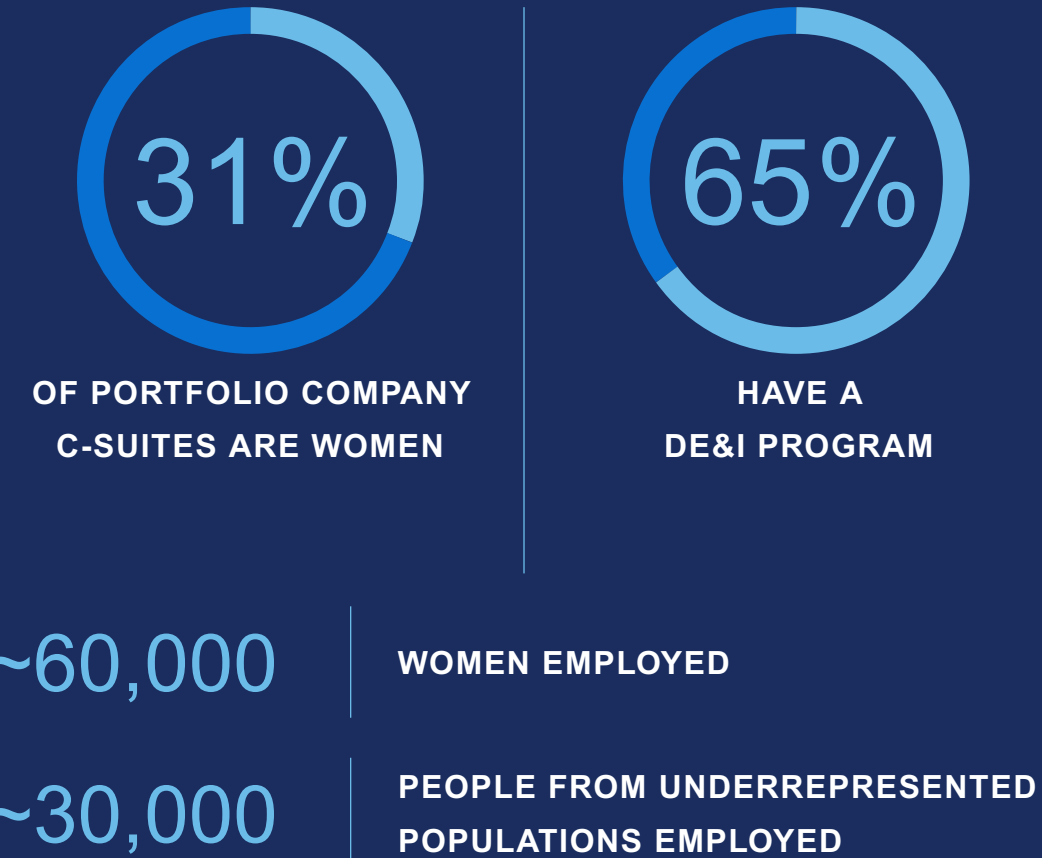 31%
OF PORTFOLIO COMPANY
C-SUITES ARE WOMEN
65%
HAVE A
DE&I PROGRAM
~60,000
WOMEN EMPLOYED
~30,000
PEOPLE FROM UNDERREPRESENTED
POPULATIONS EMPLOYED